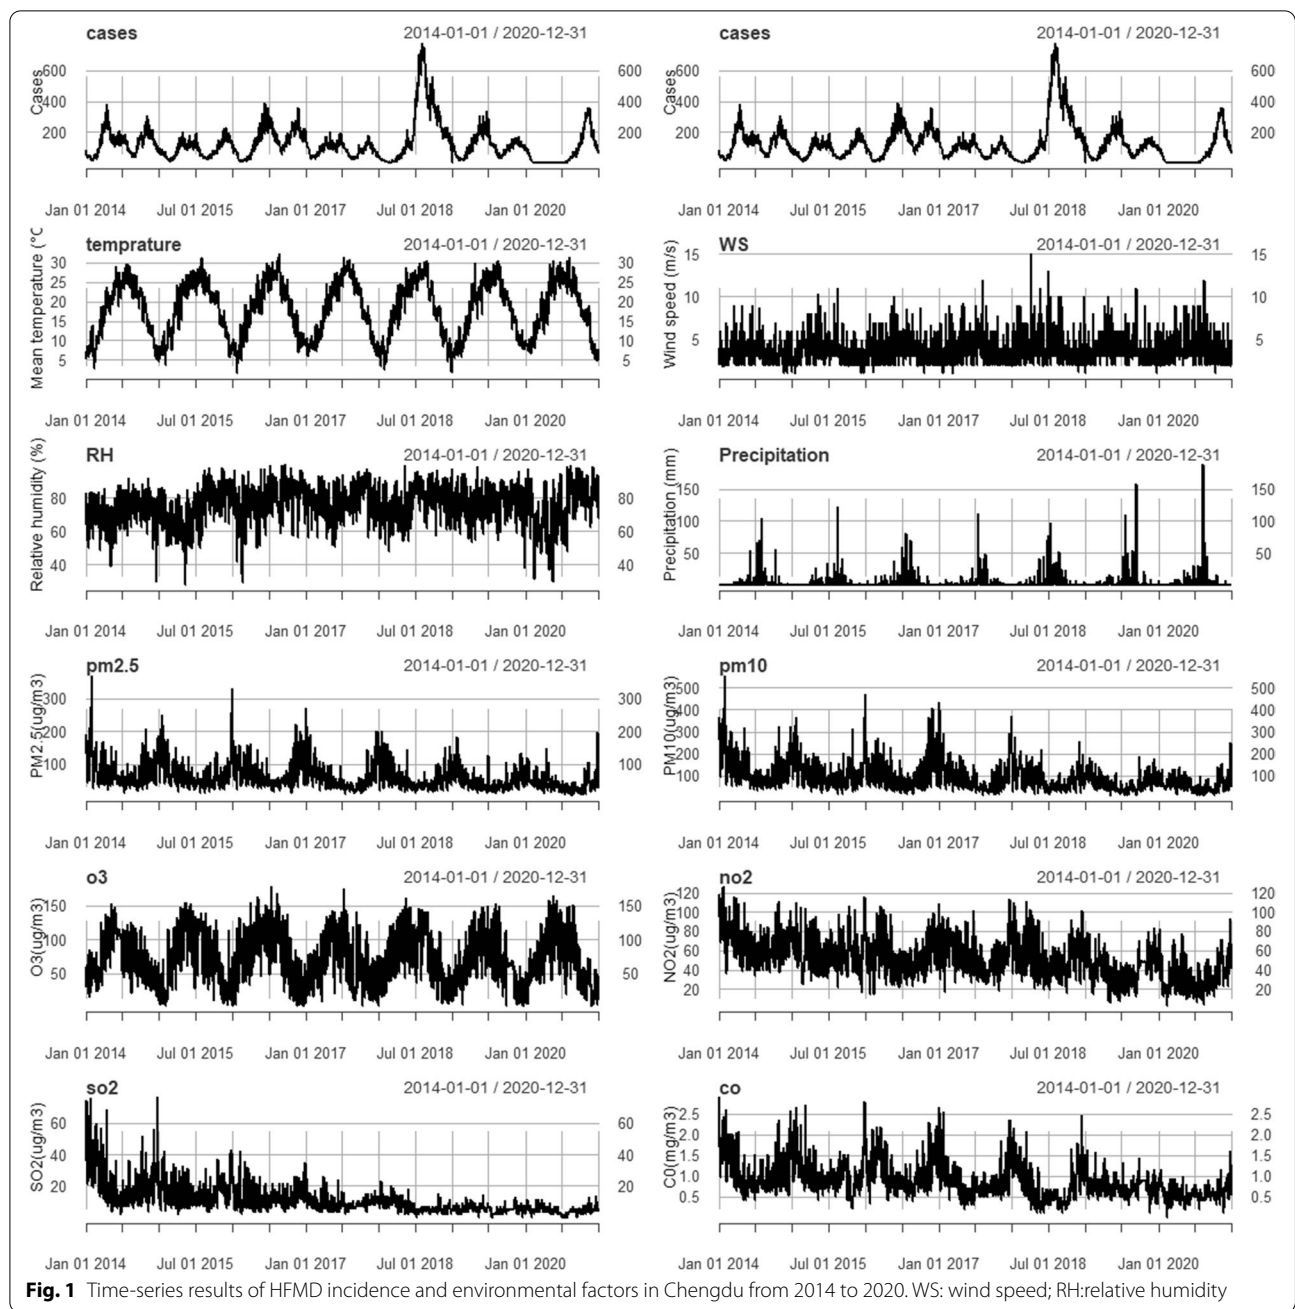 cases 2014-01-01 / 2020-12-31
Cases
600 600
400 400
200 200
Jan 01 2014 Jul 01 2015 Jan 01 2017 Jul 01 2018 Jan 01 2020
cases 2014-01-01 / 2020-12-31
Cases
600 600
400 400
200 200
Jan 01 2014 Jul 01 2015 Jan 01 2017 Jul 01 2018 Jan 01 2020
temprature 2014-01-01 / 2020-12-31
Mean temperature (°C
30 30
25 25
20 20
15 15
10 10
5 5
Jan 01 2014 Jul 01 2015 Jan 01 2017 Jul 01 2018 Jan 01 2020
WS 2014-01-01 / 2020-12-31
Wind speed (m/s)
15 15
10 10
5 5
Jan 01 2014 Jul 01 2015 Jan 01 2017 Jul 01 2018 Jan 01 2020
RH 2014-01-01 / 2020-12-31
Relative humidity (%)
80 80
60 60
40 40
Jan 01 2014 Jul 01 2015 Jan 01 2017 Jul 01 2018 Jan 01 2020
Precipitation 2014-01-01 / 2020-12-31
Precipitation (mm)
150 150
100 100
50 50
Jan 01 2014 Jul 01 2015 Jan 01 2017 Jul 01 2018 Jan 01 2020
pm2.5 2014-01-01 / 2020-12-31
PM2.5(ug/m3)
300 300
200 200
100 100
Jan 01 2014 Jul 01 2015 Jan 01 2017 Jul 01 2018 Jan 01 2020
pm10 2014-01-01 / 2020-12-31
PM10(ug/m3)
500 500
400 400
300 300
200 200
100 100
Jan 01 2014 Jul 01 2015 Jan 01 2017 Jul 01 2018 Jan 01 2020
o3 2014-01-01 / 2020-12-31
O3(ug/m3)
150 150
100 100
50 50
Jan 01 2014 Jul 01 2015 Jan 01 2017 Jul 01 2018 Jan 01 2020
no2 2014-01-01 / 2020-12-31
NO2(ug/m3)
120 120
100 100
80 80
60 60
40 40
20 20
Jan 01 2014 Jul 01 2015 Jan 01 2017 Jul 01 2018 Jan 01 2020
so2 2014-01-01 / 2020-12-31
SO2(ug/m3)
60 60
40 40
20 20
Jan 01 2014 Jul 01 2015 Jan 01 2017 Jul 01 2018 Jan 01 2020
co 2014-01-01 / 2020-12-31
C0(mg/m3)
2.5 2.5
2.0 2.0
1.5 1.5
1.0 1.0
0.5 0.5
Jan 01 2014 Jul 01 2015 Jan 01 2017 Jul 01 2018 Jan 01 2020
Fig. 1 Time-series results of HFMD incidence and environmental factors in Chengdu from 2014 to 2020. WS: wind speed; RH:relative humidity